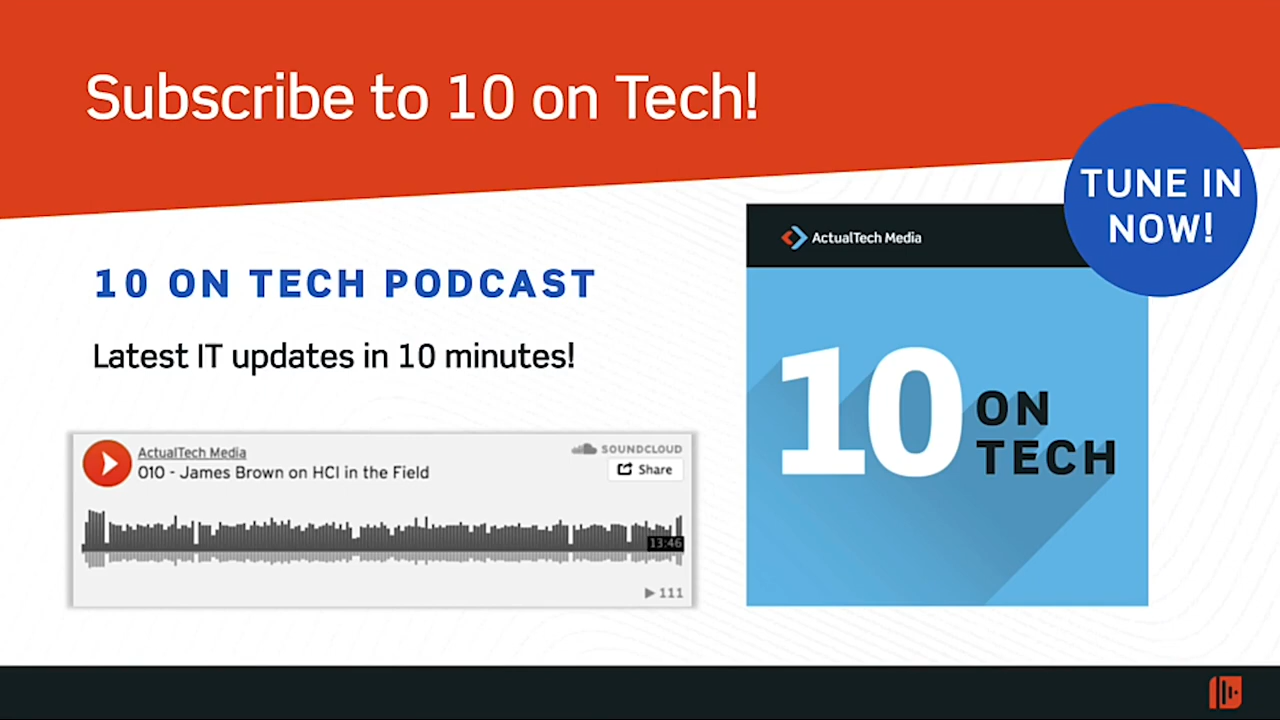 Subscribe to 10 on Tech!
TUNE IN
NOW!
ActualTech Media
10 ON TECH PODCAST
Latest IT updates in 10 minutes!
10 ON
TECH
ActualTech Media
SOUNDCLOUD
010 - James Brown on HCI in the Field
Share
13:46
111